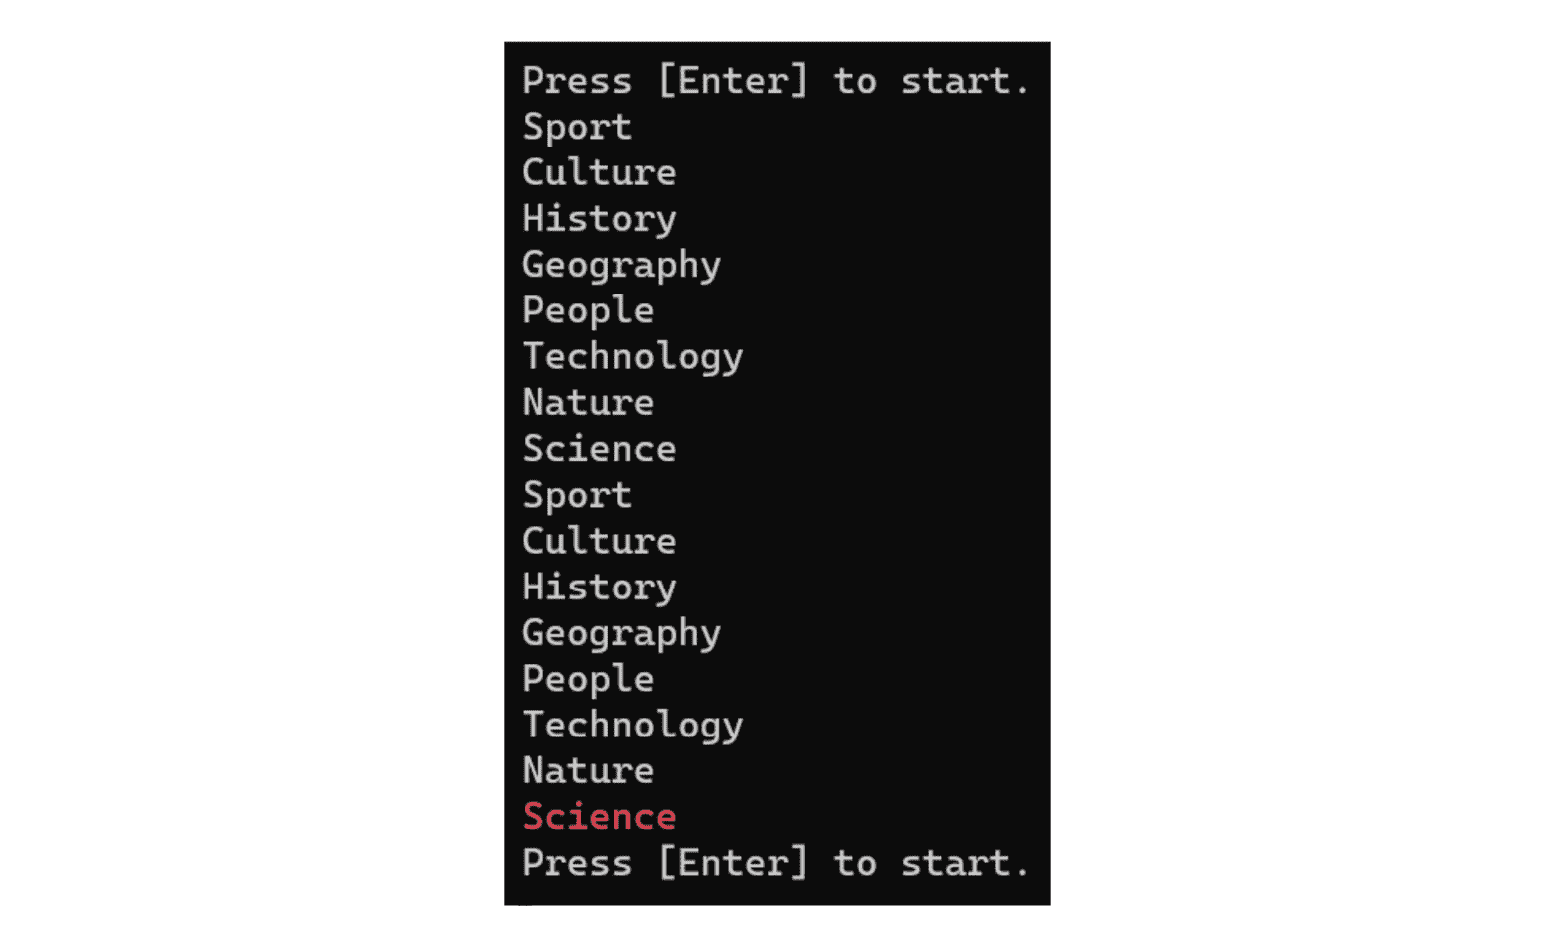 Press [Enter] to start.
Sport
Culture
History
Geography
People
Technology
Nature
Science
Sport
Culture
History
Geography
People
Technology
Nature
Science
Press [Enter] to start.